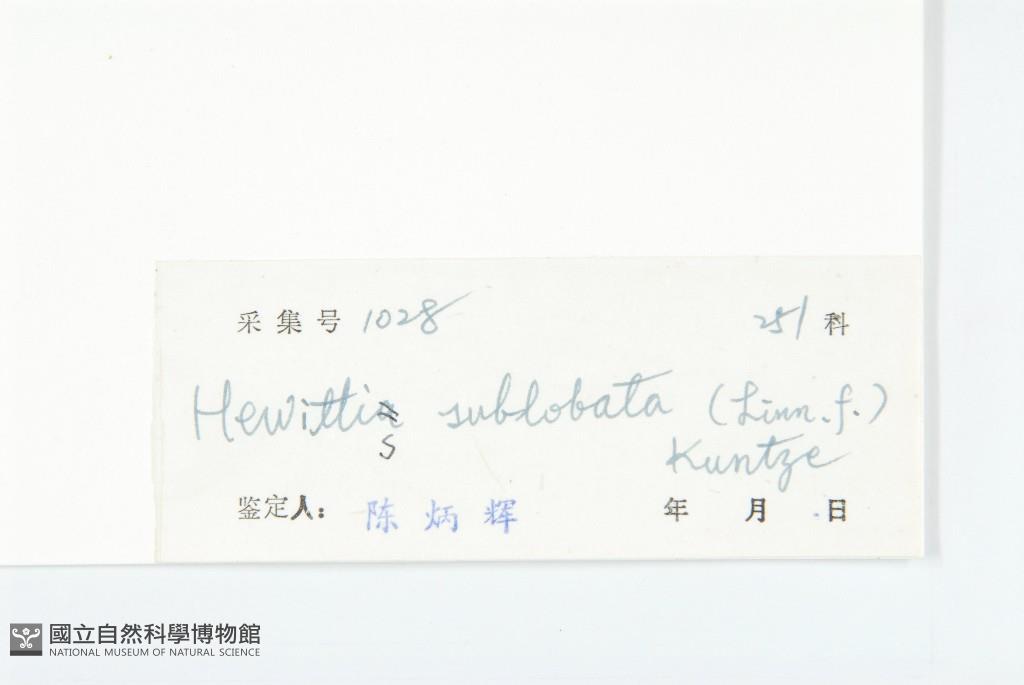 采集号 1028 251 科
Hewittia sublobata (Linn.f.)
s
Kuntze
鉴定人： 陈炳辉 年 月 日
國立自然科學博物館
NATIONAL MUSEUM OF NATURAL SCIENCE